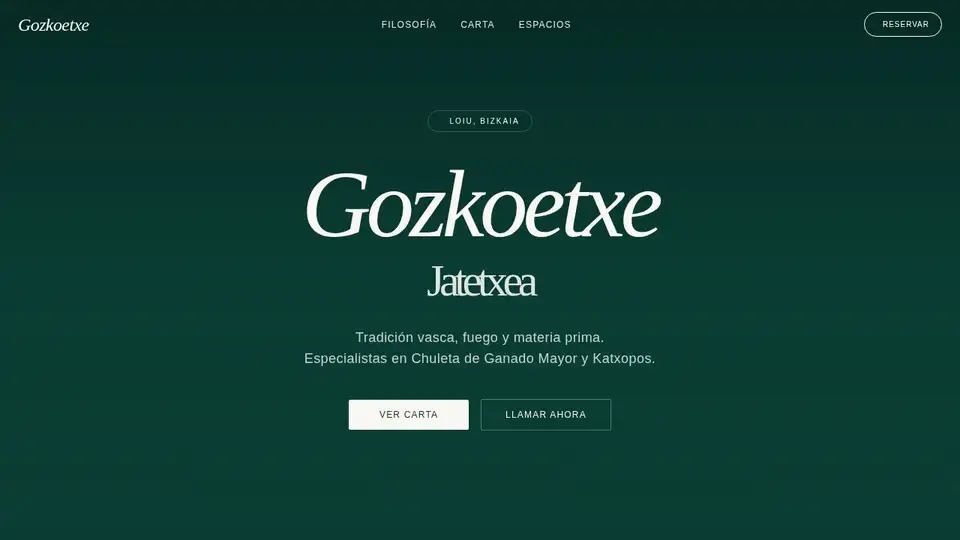 Gozkoetxe
FILOSOFÍA CARTA ESPACIOS
RESERVAR
LOIU, BIZKAIA
Gozkoetxe
Jatetxea
Tradición vasca, fuego y materia prima.
Especialistas en Chuleta de Ganado Mayor y Katxopos.
VER CARTA
LLAMAR AHORA